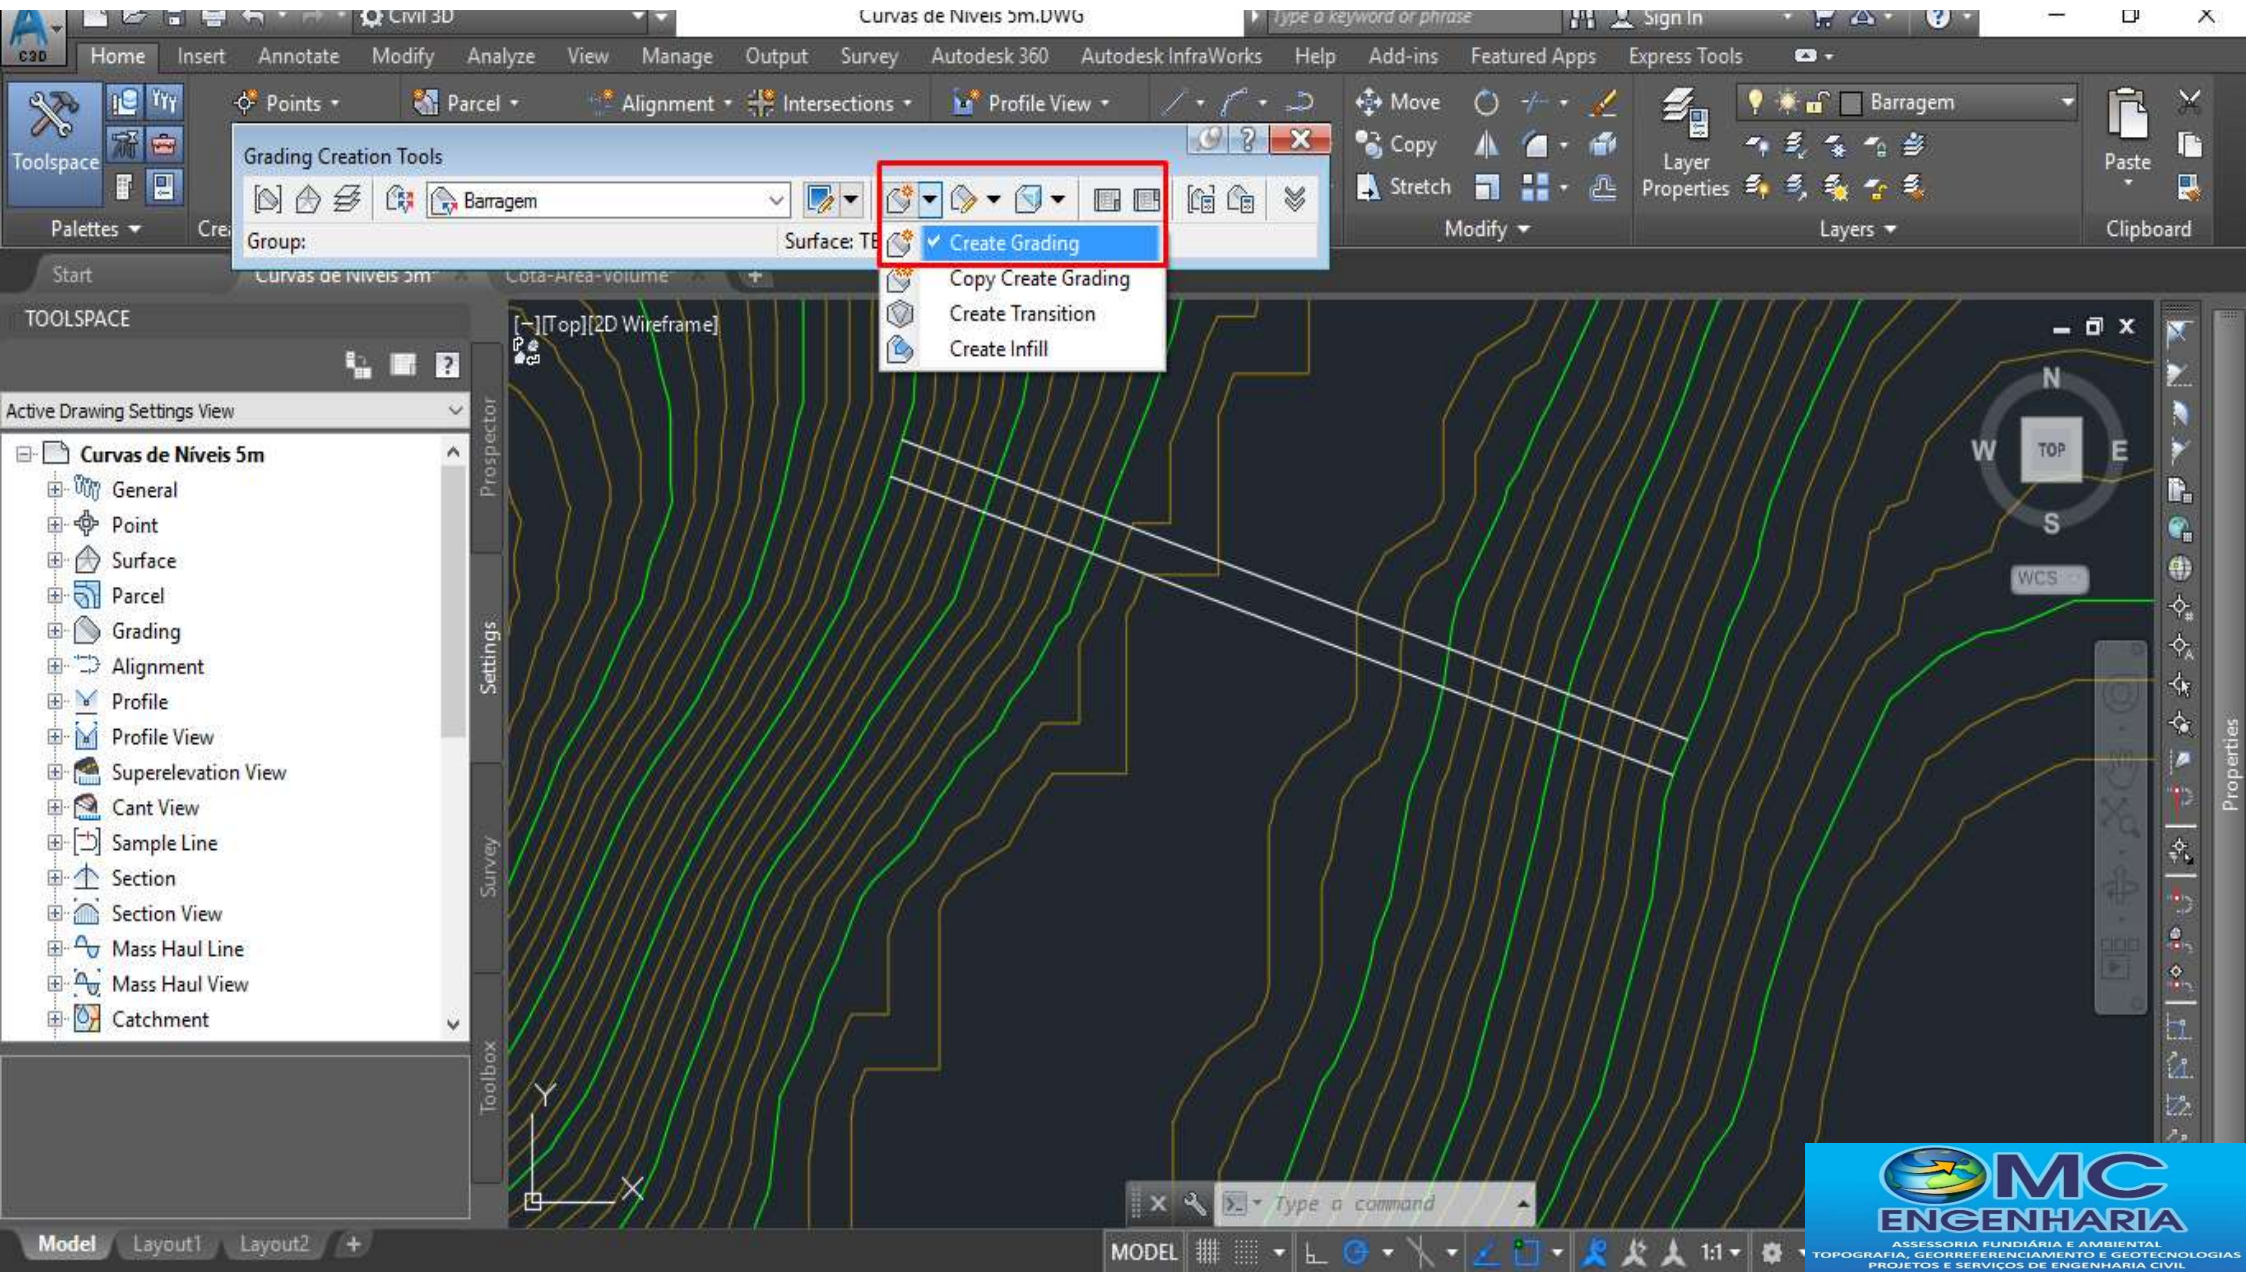 Civil 3D
Curvas de Níveis 5m.DWG
Type a keyword or phrase
Sign In
C3D
Home
Insert
Annotate
Modify
Analyze
View
Manage
Output
Survey
Autodesk 360
Autodesk InfraWorks
Help
Add-ins
Featured Apps
Express Tools
Points
Parcel
Alignment
Intersections
Profile View
Move
Copy
Stretch
Barragem
Toolspace
Layer
Properties
Paste
Palettes
Modify
Layers
Clipboard
Grading Creation Tools
Barragem
Group:
Surface: TE
Create Grading
Copy Create Grading
Create Transition
Create Infill
Start
Curvas de Níveis 5m*
Cota-Area-Volume*
TOOLSPACE
Active Drawing Settings View
Curvas de Níveis 5m
General
Point
Surface
Parcel
Grading
Alignment
Profile
Profile View
Superelevation View
Cant View
Sample Line
Section
Section View
Mass Haul Line
Mass Haul View
Catchment
Prospector
Settings
Survey
Toolbox
[−][Top][2D Wireframe]
N
W
TOP
E
S
WCS
Properties
Y
X
Type a command
Model
Layout1
Layout2
+
MODEL
1:1
MC
ENGENHARIA
ASSESSORIA FUNDIÁRIA E AMBIENTAL
TOPOGRAFIA, GEORREFERENCIAMENTO E GEOTECNOLOGIAS
PROJETOS E SERVIÇOS DE ENGENHARIA CIVIL